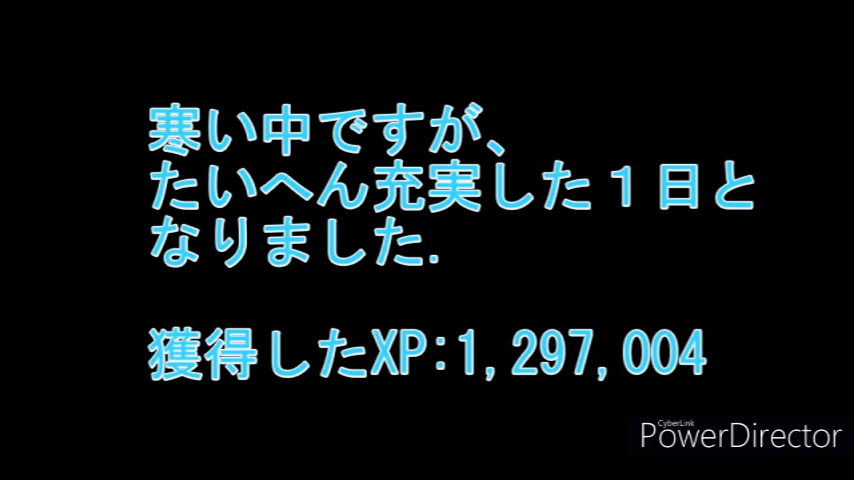 寒い中ですが、
たいへん充実した１日と
なりました.
獲得したXP:1,297,004
CyberLink
PowerDirector